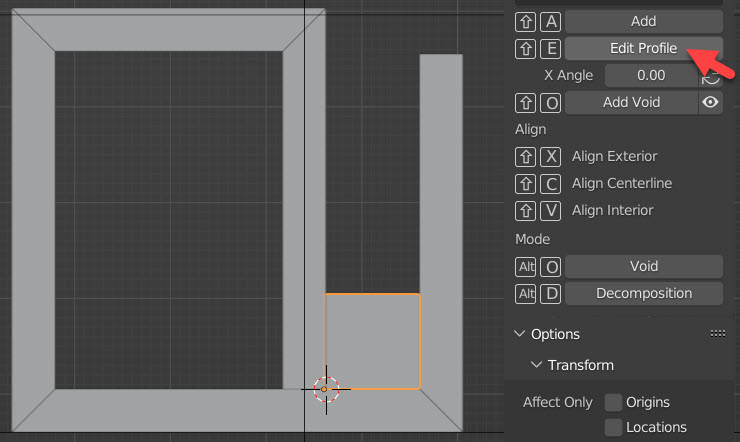 A Add
E Edit Profile
X Angle 0.00
O Add Void
Align
X Align Exterior
C Align Centerline
V Align Interior
Mode
Alt O Void
Alt D Decomposition
Options
Transform
Affect Only Origins
Locations